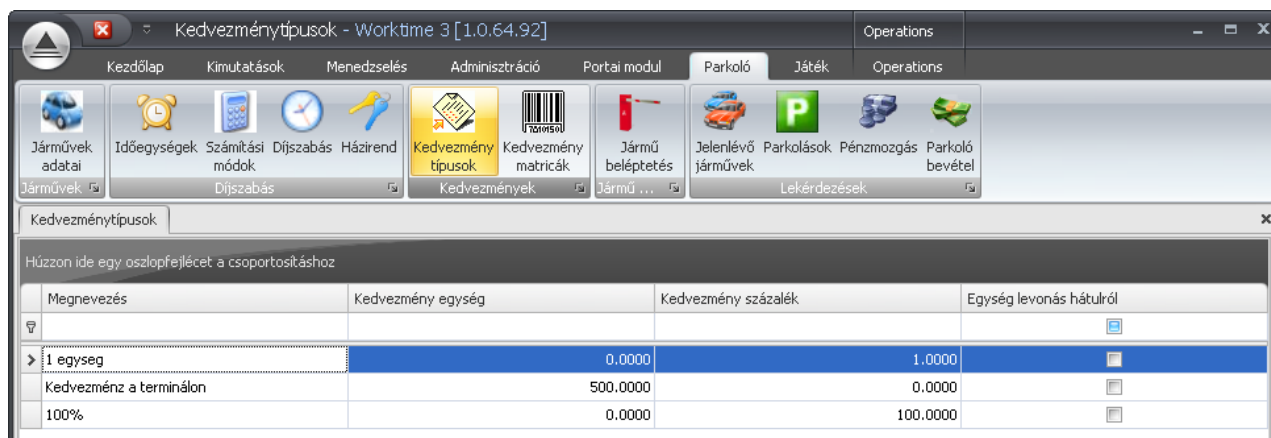 Kedvezménytípusok - Worktime 3 [1.0.64.92]
Operations
Kezdőlap Kimutatások Menedzselés Adminisztráció Portai modul Parkoló Játék Operations
Járművek adatai
Időegységek
Számítási módok
Díjszabás
Házirend
Kedvezmény típusok
Kedvezmény matricák
Jármű beléptetés
Jelenlévő járművek
P
Parkolások
Pénzmozgás
Parkoló bevétel
Járművek Díjszabás Kedvezmények Jármű ... Lekérdezések
Kedvezménytípusok
Húzzon ide egy oszlopfejlécet a csoportosításhoz
Megnevezés Kedvezmény egység Kedvezmény százalék Egység levonás hátulról
1 egyseg 0.0000 1.0000
Kedvezménz a terminálon 500.0000 0.0000
100% 0.0000 100.0000